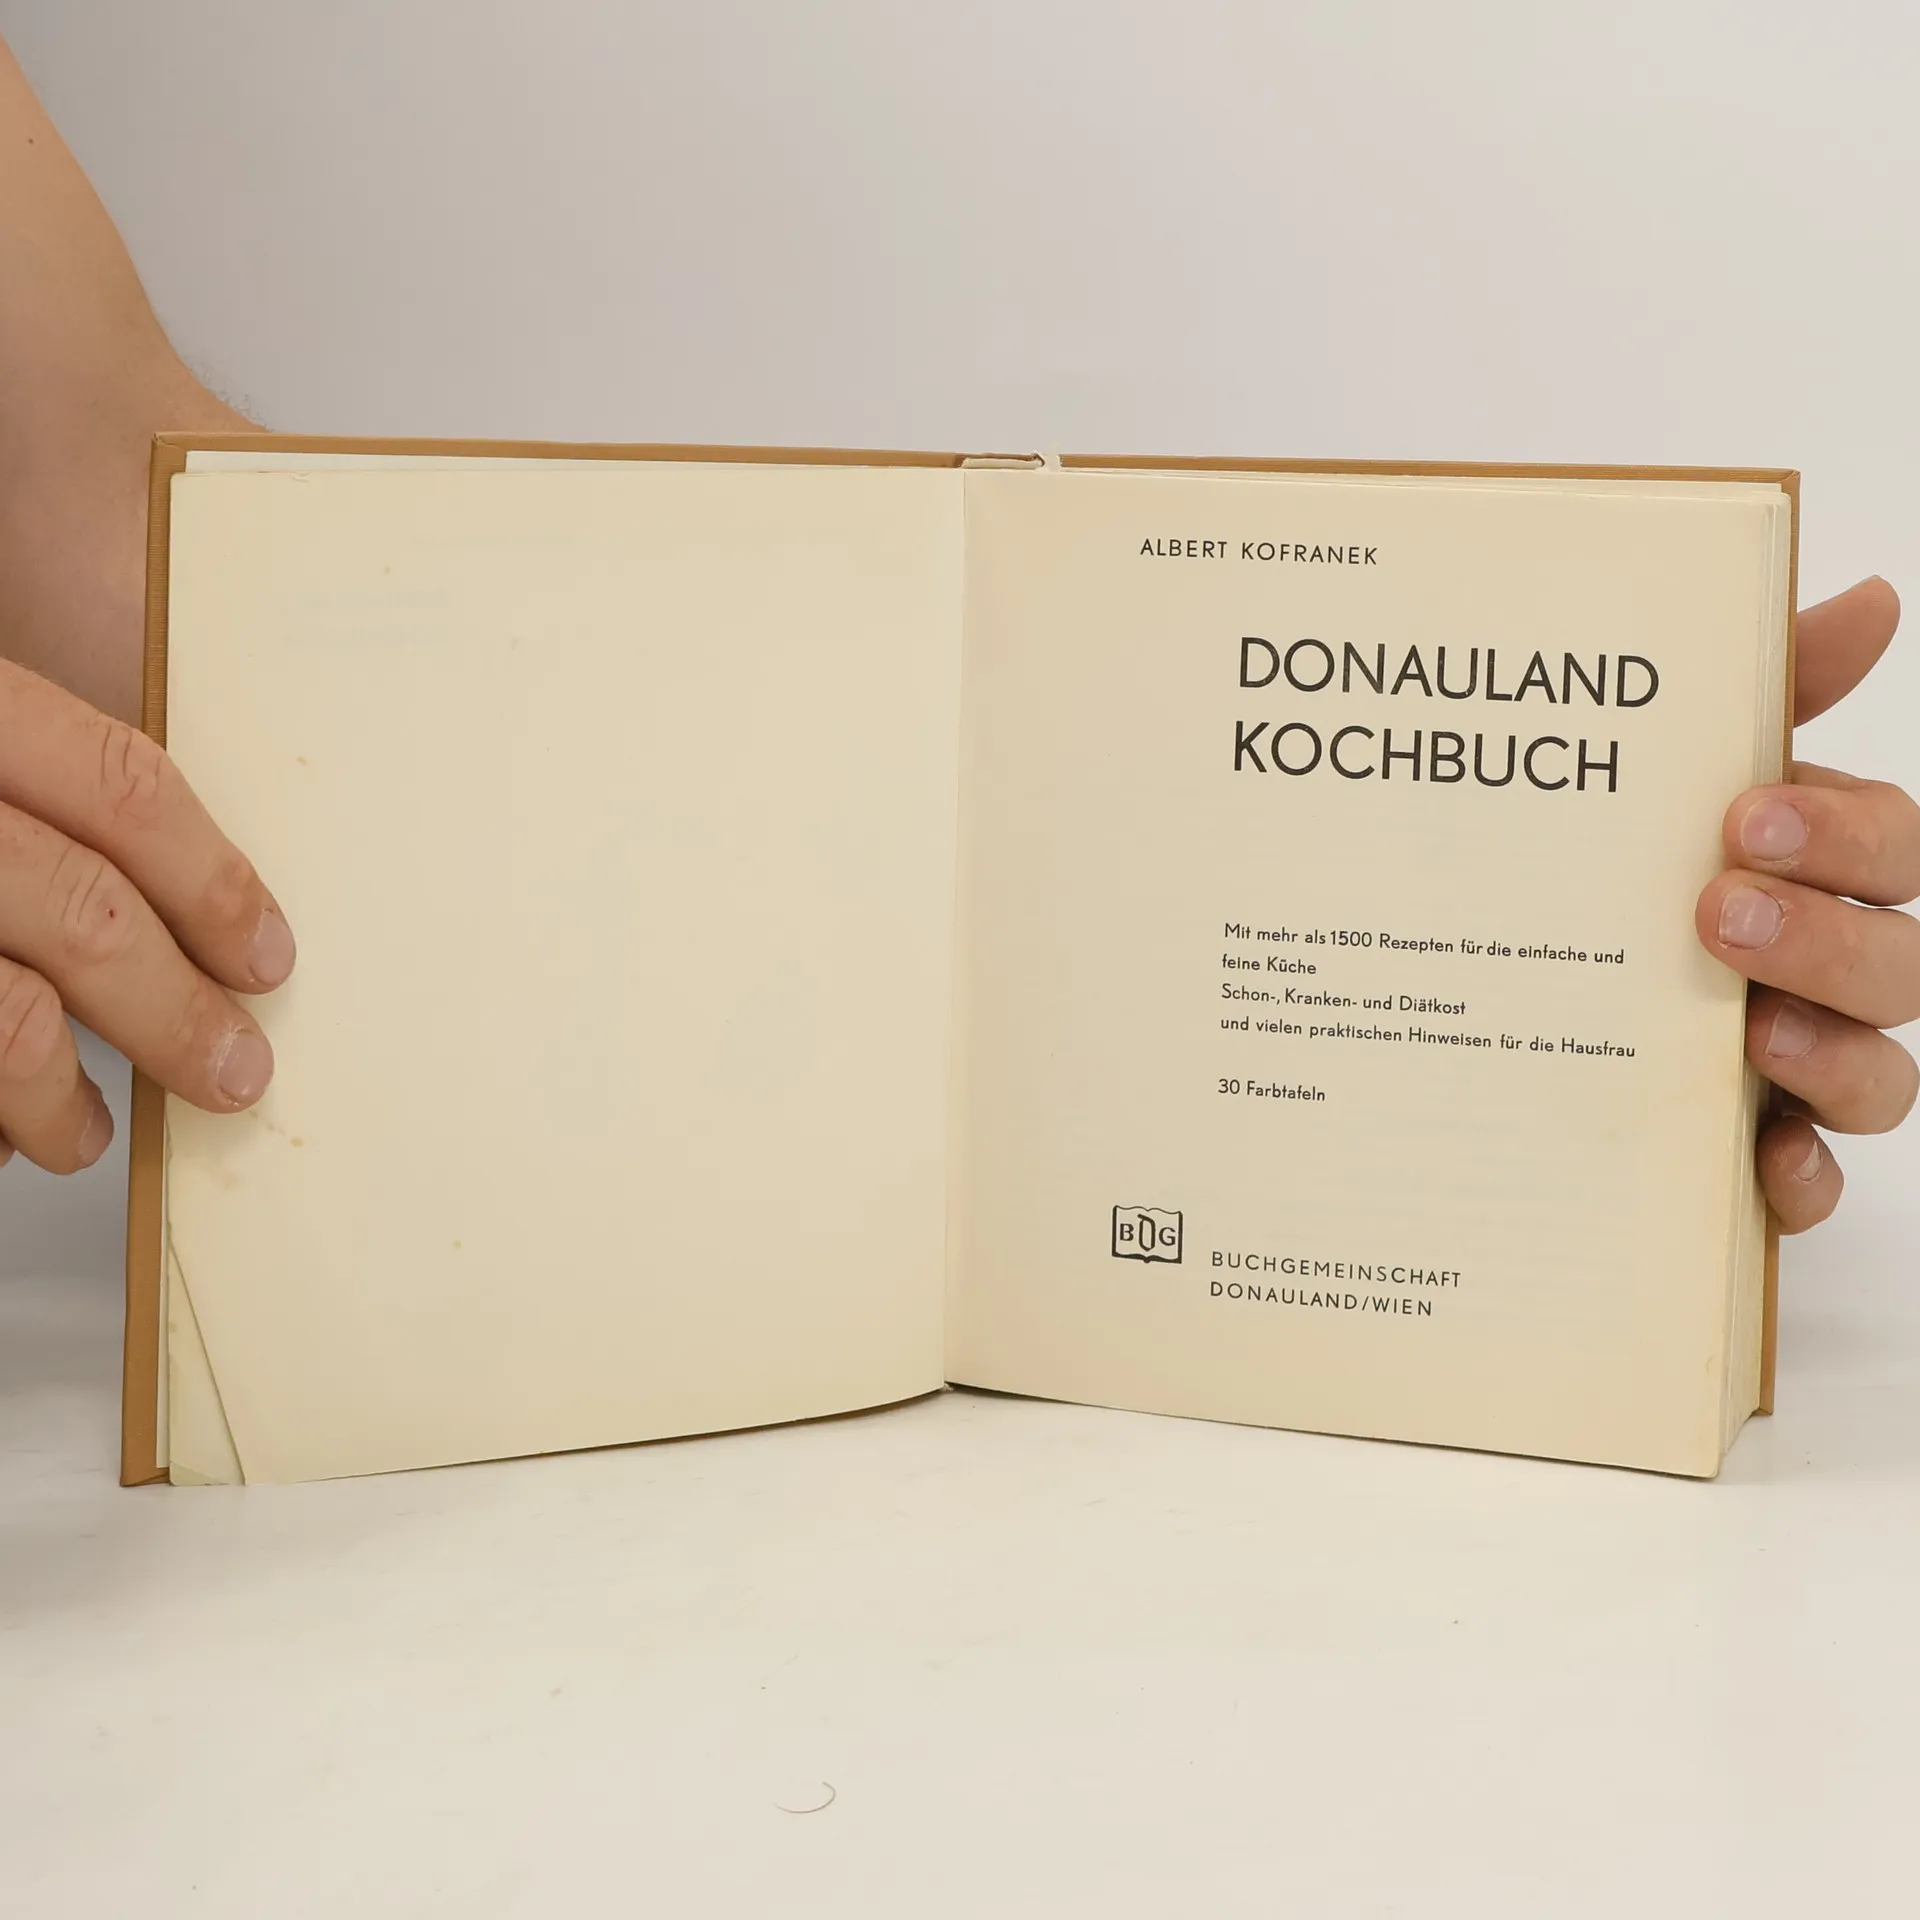 ALBERT KOFRANEK
DONAULAND
KOCHBUCH
Mit mehr als 1500 Rezepten für die einfache und
feine Küche
Schon-, Kranken- und Diätkost
und vielen praktischen Hinweisen für die Hausfrau
30 Farbtafeln
BDG
BUCHGEMEINSCHAFT
DONAULAND/WIEN